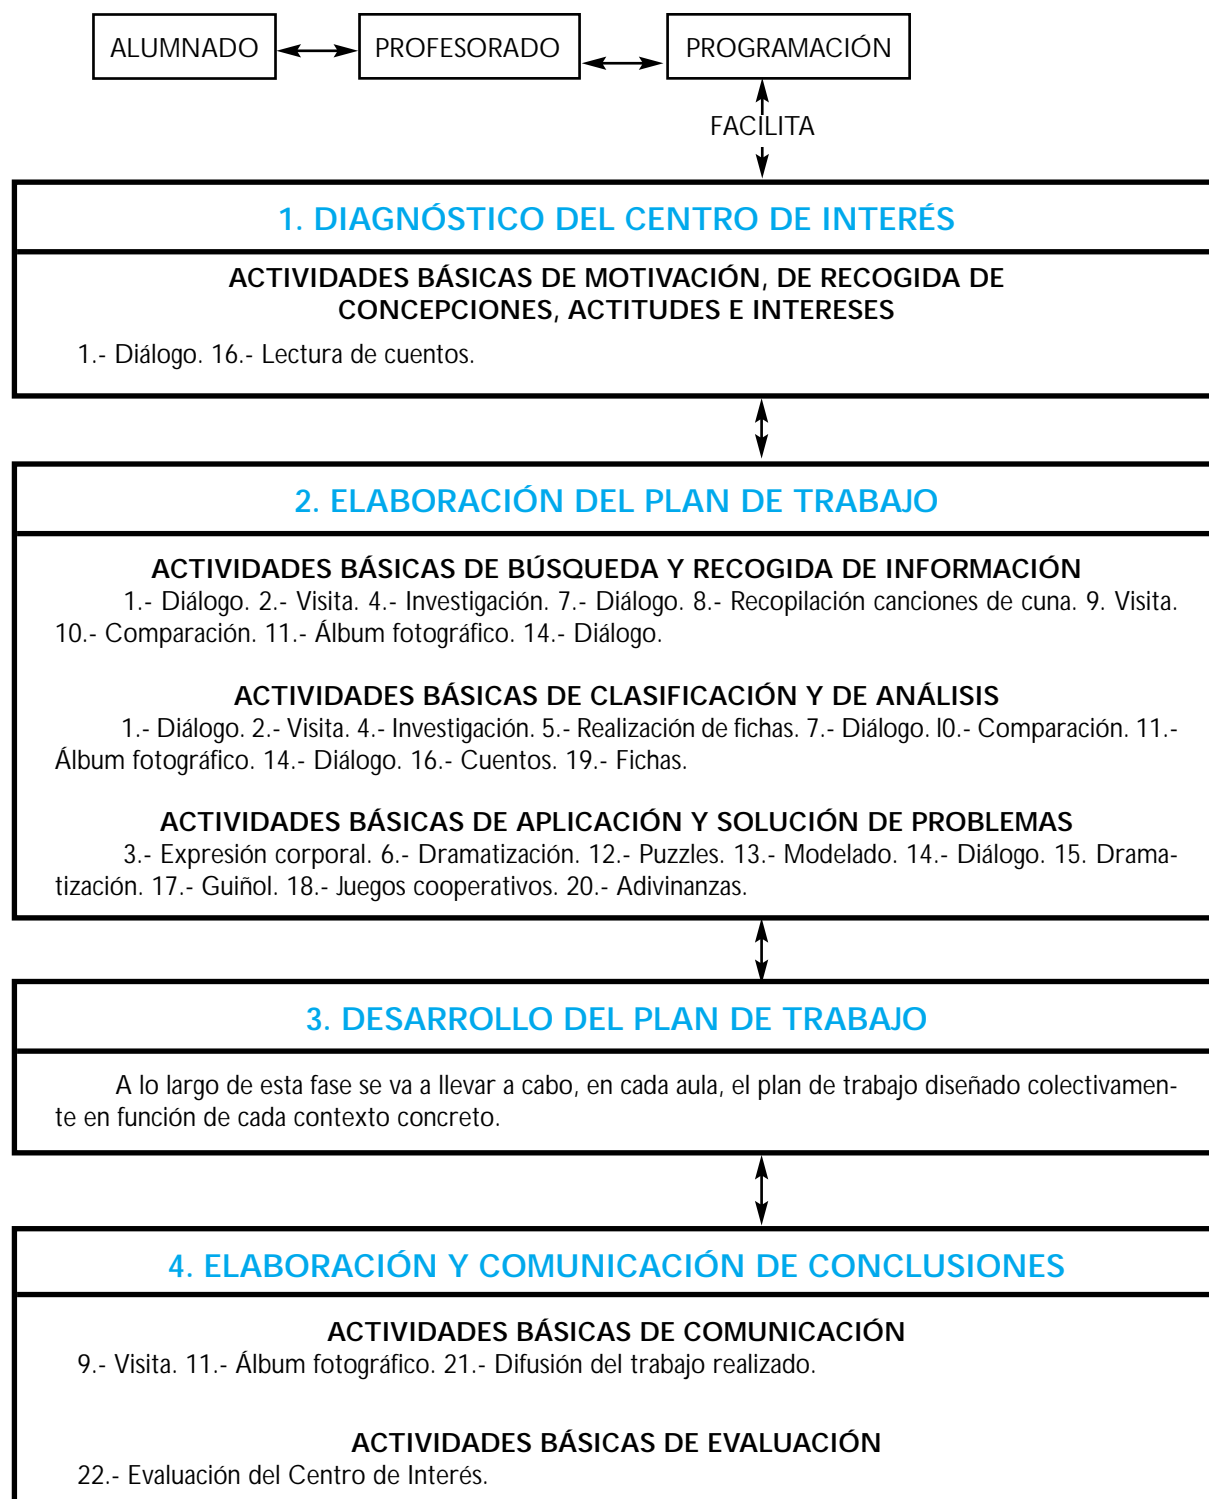 ALUMNADO PROFESORADO PROGRAMACIÓN
FACILITA
1. DIAGNÓSTICO DEL CENTRO DE INTERÉS
ACTIVIDADES BÁSICAS DE MOTIVACIÓN, DE RECOGIDA DE
CONCEPCIONES, ACTITUDES E INTERESES
1.- Diálogo. 16.- Lectura de cuentos.
2. ELABORACIÓN DEL PLAN DE TRABAJO
ACTIVIDADES BÁSICAS DE BÚSQUEDA Y RECOGIDA DE INFORMACIÓN
1.- Diálogo. 2.- Visita. 4.- Investigación. 7.- Diálogo. 8.- Recopilación canciones de cuna. 9. Visita.
10.- Comparación. 11.- Álbum fotográfico. 14.- Diálogo.
ACTIVIDADES BÁSICAS DE CLASIFICACIÓN Y DE ANÁLISIS
1.- Diálogo. 2.- Visita. 4.- Investigación. 5.- Realización de fichas. 7.- Diálogo. l0.- Comparación. 11.-
Álbum fotográfico. 14.- Diálogo. 16.- Cuentos. 19.- Fichas.
ACTIVIDADES BÁSICAS DE APLICACIÓN Y SOLUCIÓN DE PROBLEMAS
3.- Expresión corporal. 6.- Dramatización. 12.- Puzzles. 13.- Modelado. 14.- Diálogo. 15. Drama-
tización. 17.- Guiñol. 18.- Juegos cooperativos. 20.- Adivinanzas.
3. DESARROLLO DEL PLAN DE TRABAJO
A lo largo de esta fase se va a llevar a cabo, en cada aula, el plan de trabajo diseñado colectivamen-
te en función de cada contexto concreto.
4. ELABORACIÓN Y COMUNICACIÓN DE CONCLUSIONES
ACTIVIDADES BÁSICAS DE COMUNICACIÓN
9.- Visita. 11.- Álbum fotográfico. 21.- Difusión del trabajo realizado.
ACTIVIDADES BÁSICAS DE EVALUACIÓN
22.- Evaluación del Centro de Interés.